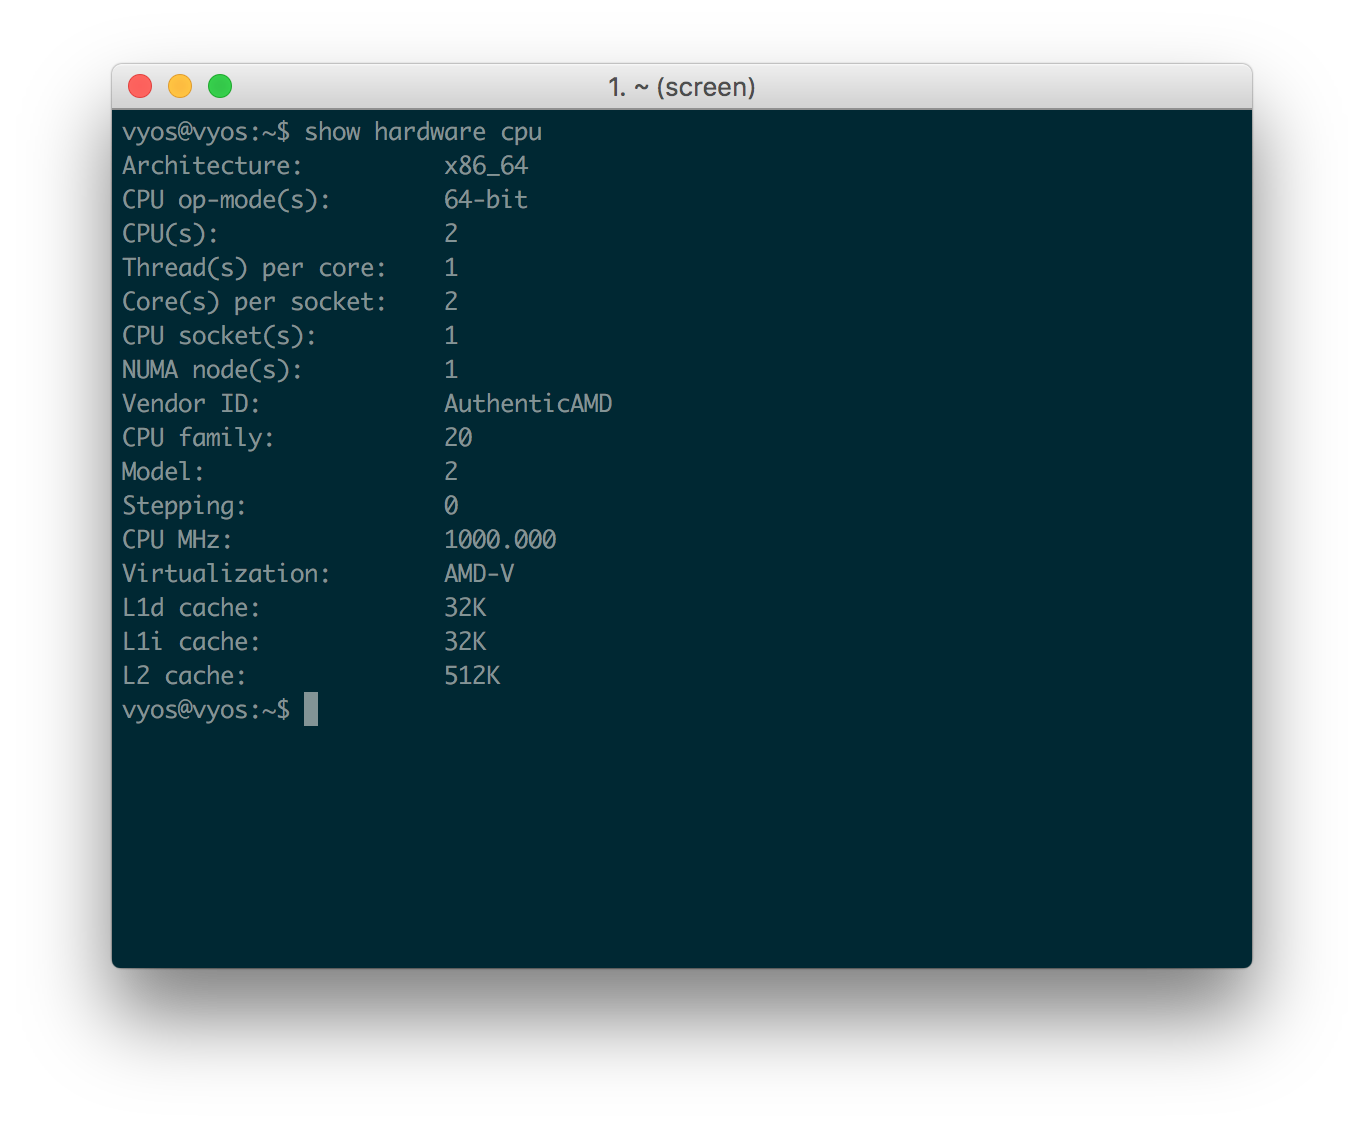 1. ~ (screen)
vyos@vyos:~$ show hardware cpu
Architecture:          x86_64
CPU op-mode(s):        64-bit
CPU(s):                2
Thread(s) per core:    1
Core(s) per socket:    2
CPU socket(s):         1
NUMA node(s):          1
Vendor ID:             AuthenticAMD
CPU family:            20
Model:                 2
Stepping:              0
CPU MHz:               1000.000
Virtualization:        AMD-V
L1d cache:             32K
L1i cache:             32K
L2 cache:              512K
vyos@vyos:~$